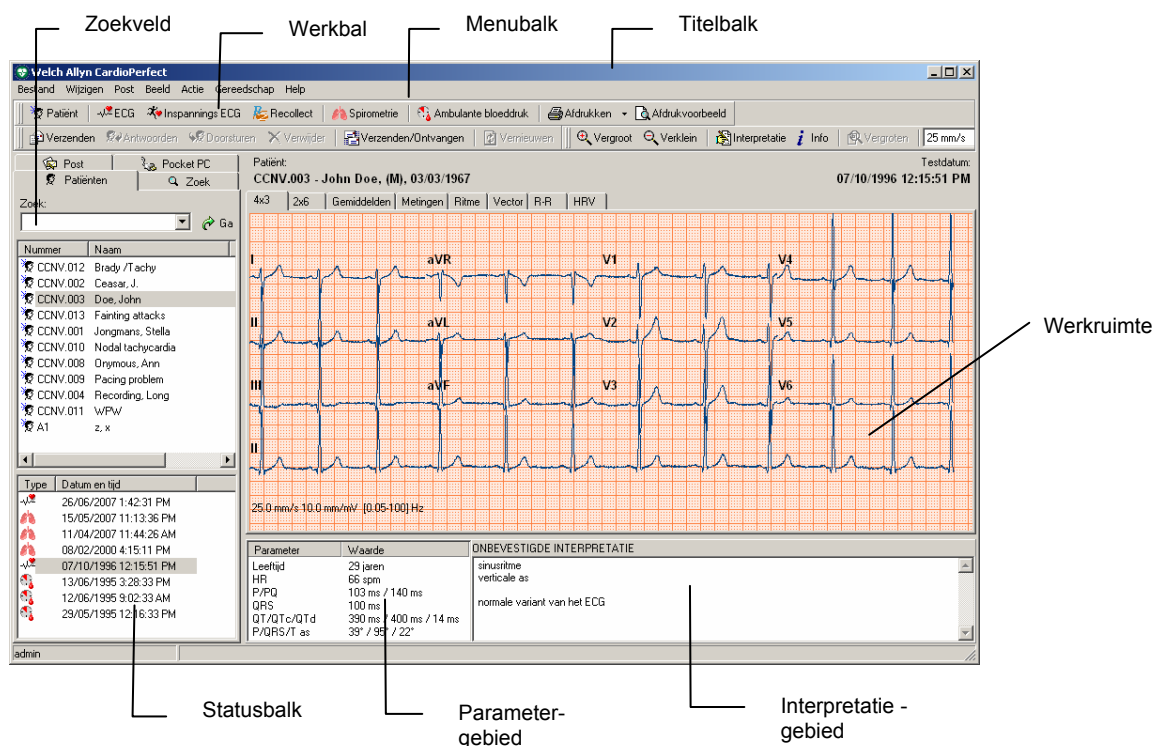 Zoekveld
Werkbal
Menubalk
Titelbalk
Welch Allyn CardioPerfect
Bestand Wijzigen Post Beeld Actie Gereedschap Help
Patiënt ECG Inspannings ECG Recollect Spirometrie Ambulante bloeddruk Afdrukken Afdrukvoorbeeld
Verzenden Antwoorden Doorsturen Verwijder Verzenden/Ontvangen Vernieuwen Vergroot Verklein Interpretatie i Info Vergroten 25 mm/s
Post Pocket PC
Patiënten Zoek
Zoek:
Ga
Nummer Naam
CCNV.012 Brady /Tachy
CCNV.002 Ceasar, J.
CCNV.003 Doe, John
CCNV.013 Fainting attacks
CCNV.001 Jongmans, Stella
CCNV.010 Nodal tachycardia
CCNV.008 Onymous, Ann
CCNV.009 Pacing problem
CCNV.004 Recording, Long
CCNV.011 WPW
A1 z, x
Type Datum en tijd
26/06/2007 1:42:31 PM
15/05/2007 11:13:36 PM
11/04/2007 11:44:26 AM
08/02/2000 4:15:11 PM
07/10/1996 12:15:51 PM
13/06/1995 3:28:33 PM
12/06/1995 9:02:33 AM
29/05/1995 12:16:33 PM
Patiënt:
Testdatum:
CCNV.003 - John Doe, (M), 03/03/1967
07/10/1996 12:15:51 PM
4x3 2x6 Gemiddelden Metingen Ritme Vector R-R HRV
I aVR V1 V4
II aVL V2 V5
III aVF V3 V6
II
25.0 mm/s 10.0 mm/mV [0.05-100] Hz
Werkruimte
Parameter Waarde
Leeftijd 29 jaren
HR 66 spm
P/PQ 103 ms / 140 ms
QRS 100 ms
QT/QTc/QTd 390 ms / 400 ms / 14 ms
P/QRS/T as 39° / 95° / 22°
ONBEVESTIGDE INTERPRETATIE
sinusritme
verticale as
normale variant van het ECG
admin
Statusbalk
Parameter-
gebied
Interpretatie -
gebied